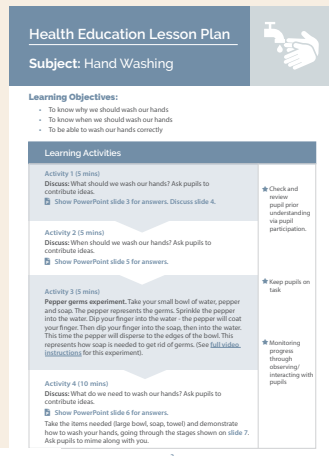 Health Education Lesson Plan
Subject: Hand Washing
Learning Objectives:
- To know why we should wash our hands
- To know when we should wash our hands
- To be able to wash our hands correctly
Learning Activities
Activity 1 (5 mins)
Discuss: What should we wash our hands? Ask pupils to
contribute ideas.
Show PowerPoint slide 3 for answers. Discuss slide 4.
Activity 2 (5 mins)
Discuss: When should we wash our hands? Ask pupils to
contribute ideas.
Show PowerPoint slide 5 for answers.
Activity 3 (5 mins)
Pepper germs experiment. Take your small bowl of water, pepper
and soap. The pepper represents the germs. Sprinkle the pepper
into the water. Dip your finger into the water - the pepper will coat
your finger. Then dip your finger into the soap, then into the water.
This time the pepper will disperse to the edges of the bowl. This
represents how soap is needed to get rid of germs. (See full video
instructions for this experiment).
Activity 4 (10 mins)
Discuss: What do we need to wash our hands? Ask pupils to
contribute ideas.
Show PowerPoint slide 6 for answers.
Take the items needed (large bowl, soap, towel) and demonstrate
how to wash your hands, going through the stages shown on slide 7.
Ask pupils to mime along with you.
★ Check and
review
pupil prior
understanding
via pupil
participation.
★ Keep pupils on
task
★ Monitoring
progress
through
observing/
interacting with
pupils